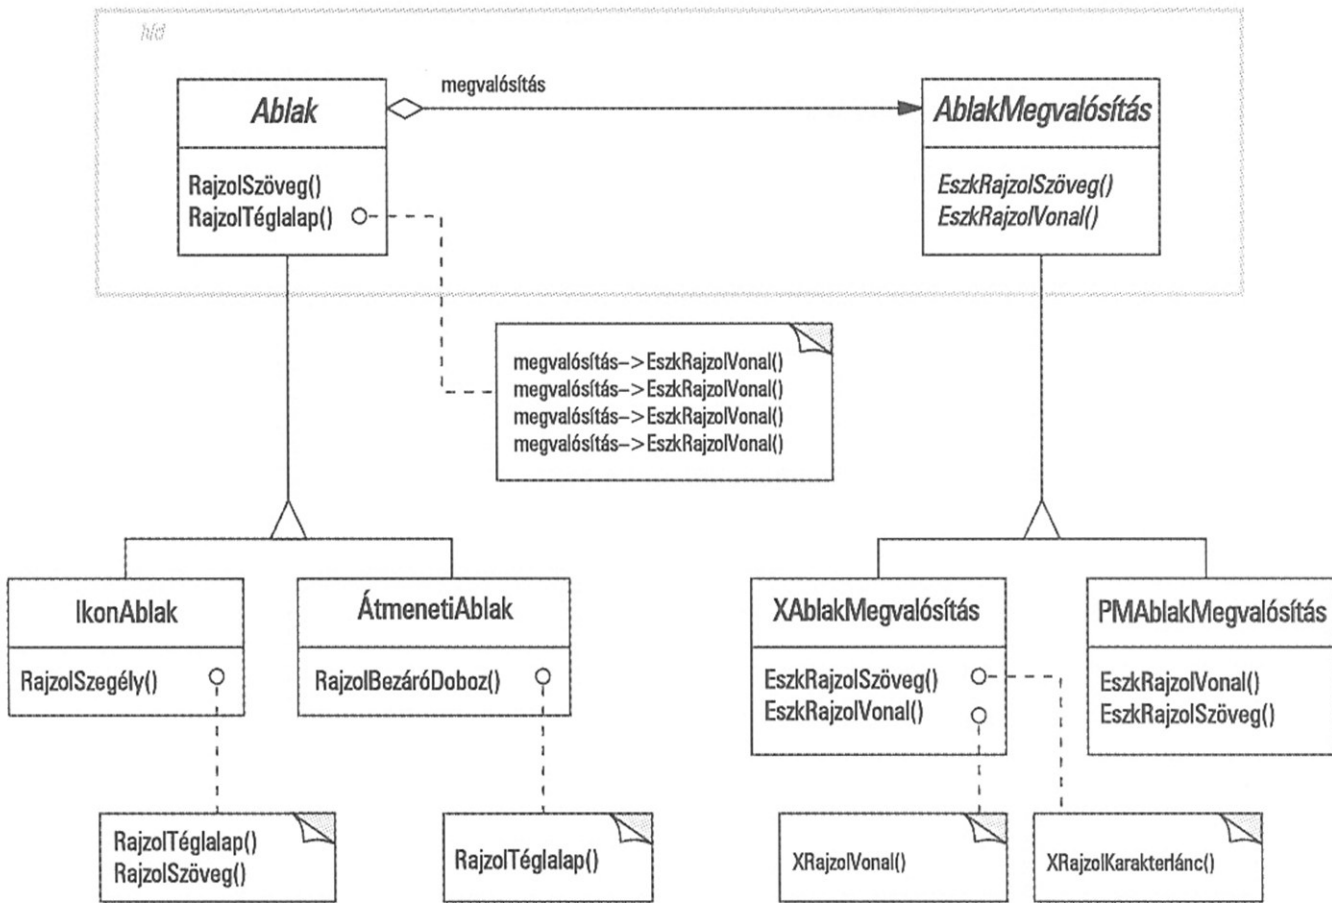 híd
megvalósítás
Ablak
RajzolSzöveg()
RajzolTéglalap()
AblakMegvalósítás
EszkRajzolSzöveg()
EszkRajzolVonal()
megvalósítás–>EszkRajzolVonal()
megvalósítás–>EszkRajzolVonal()
megvalósítás–>EszkRajzolVonal()
megvalósítás–>EszkRajzolVonal()
IkonAblak
RajzolSzegély()
ÁtmenetiAblak
RajzolBezáróDoboz()
XAblakMegvalósítás
EszkRajzolSzöveg()
EszkRajzolVonal()
PMAblakMegvalósítás
EszkRajzolVonal()
EszkRajzolSzöveg()
RajzolTéglalap()
RajzolSzöveg()
RajzolTéglalap()
XRajzolVonal()
XRajzolKarakterlánc()